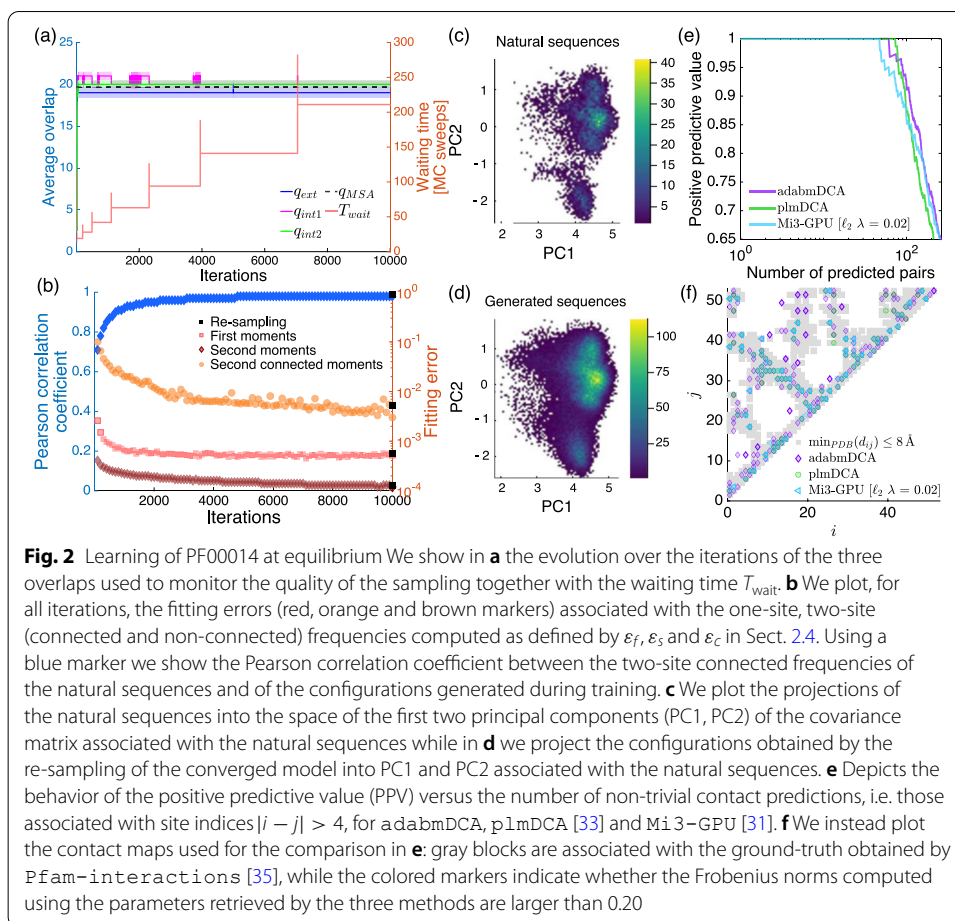 (a)
25
20
15
10
5
0
Average overlap
300
250
200
150
100
50
0
Waiting time
[MC sweeps]
q_ext
q_MSA
q_int1
T_wait
q_int2
2000 4000 6000 8000 10000
Iterations
(b)
1
0.8
0.6
0.4
0.2
0
Pearson correlation
coefficient
10^0
10^-1
10^-2
10^-3
10^-4
Fitting error
Re-sampling
First moments
Second moments
Second connected moments
2000 4000 6000 8000 10000
Iterations
(c) Natural sequences
1
0
-1
-2
PC2
2 3 4 5
PC1
40
35
30
25
20
15
10
5
(d) Generated sequences
1
0
-1
-2
PC2
2 3 4 5
PC1
100
75
50
25
(e)
1
0.95
0.9
0.85
0.8
0.75
0.7
0.65
Positive predictive value
adabmDCA
plmDCA
Mi3-GPU [ℓ2 λ = 0.02]
10^0 10^2
Number of predicted pairs
(f)
50
40
30
20
10
0
j
min_PDB(d_ij) ≤ 8 Å
adabmDCA
plmDCA
Mi3-GPU [ℓ2 λ = 0.02]
0 20 40
i
Fig. 2 Learning of PF00014 at equilibrium We show in a the evolution over the iterations of the three
overlaps used to monitor the quality of the sampling together with the waiting time T_wait. b We plot, for
all iterations, the fitting errors (red, orange and brown markers) associated with the one-site, two-site
(connected and non-connected) frequencies computed as defined by ε_f, ε_s and ε_c in Sect. 2.4. Using a
blue marker we show the Pearson correlation coefficient between the two-site connected frequencies of
the natural sequences and of the configurations generated during training. c We plot the projections of
the natural sequences into the space of the first two principal components (PC1, PC2) of the covariance
matrix associated with the natural sequences while in d we project the configurations obtained by the
re-sampling of the converged model into PC1 and PC2 associated with the natural sequences. e Depicts the
behavior of the positive predictive value (PPV) versus the number of non-trivial contact predictions, i.e. those
associated with site indices |i − j| > 4, for adabmDCA, plmDCA [33] and Mi3-GPU [31]. f We instead plot
the contact maps used for the comparison in e: gray blocks are associated with the ground-truth obtained by
Pfam-interactions [35], while the colored markers indicate whether the Frobenius norms computed
using the parameters retrieved by the three methods are larger than 0.20